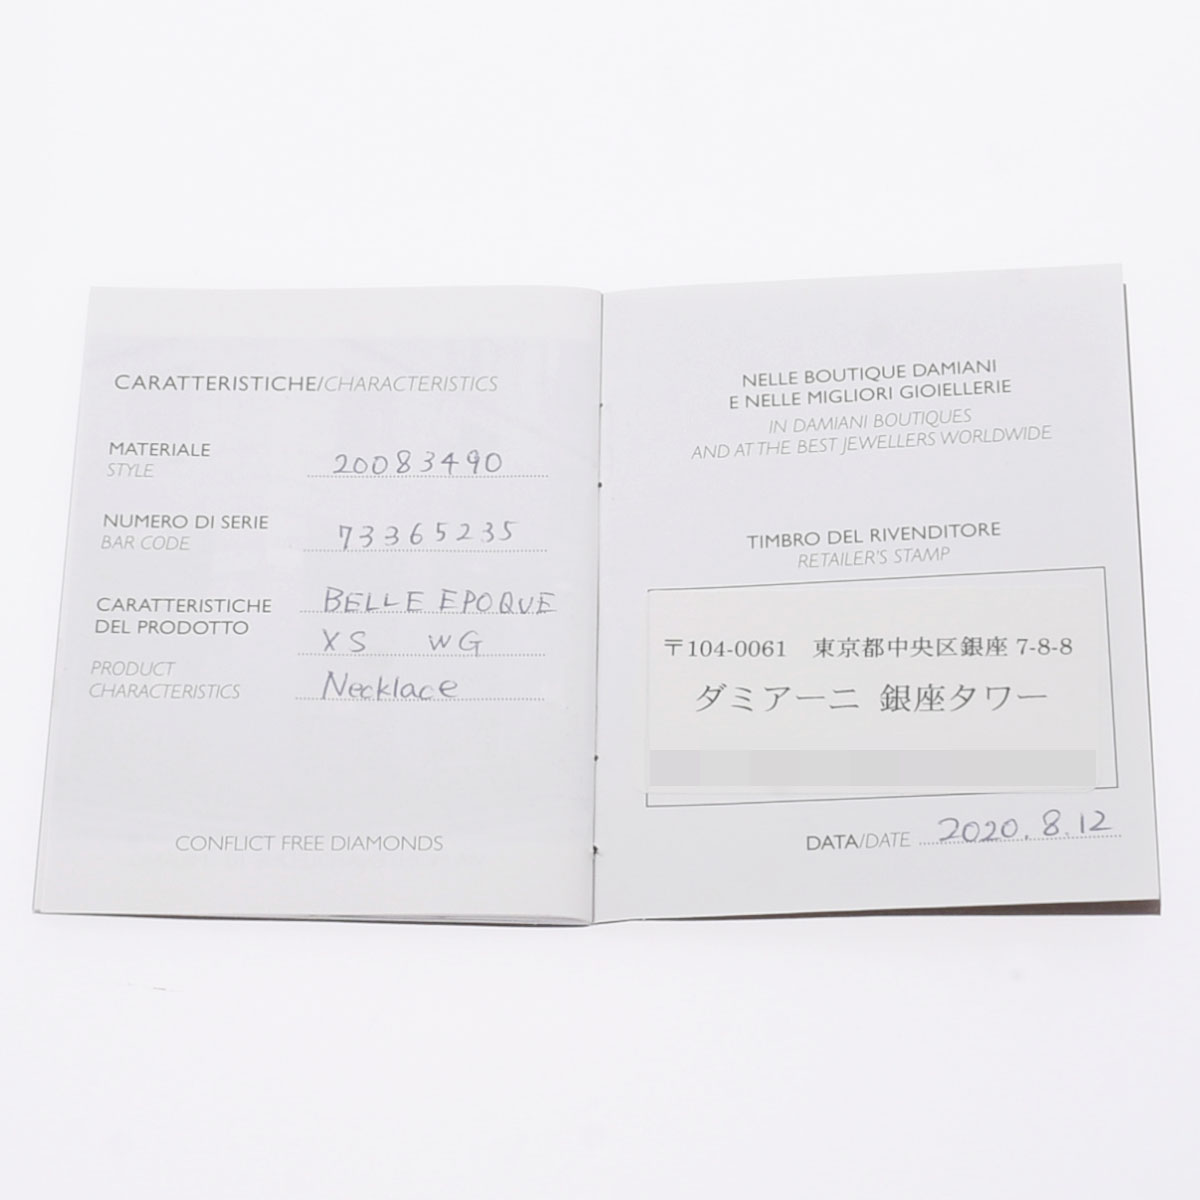 CARATTERISTICHE/CHARACTERISTICS
MATERIALE
STYLE
20083490
NUMERO DI SERIE
BAR CODE
73365235
CARATTERISTICHE
DEL PRODOTTO
PRODUCT
CHARACTERISTICS
BELLE EPOQUE
XS WG
Necklace
CONFLICT FREE DIAMONDS
NELLE BOUTIQUE DAMIANI
E NELLE MIGLIORI GIOIELLERIE
IN DAMIANI BOUTIQUES
AND AT THE BEST JEWELLERS WORLDWIDE
TIMBRO DEL RIVENDITORE
RETAILER'S STAMP
〒104-0061 東京都中央区銀座 7-8-8
ダミアーニ 銀座タワー
DATA/DATE 2020.8.12